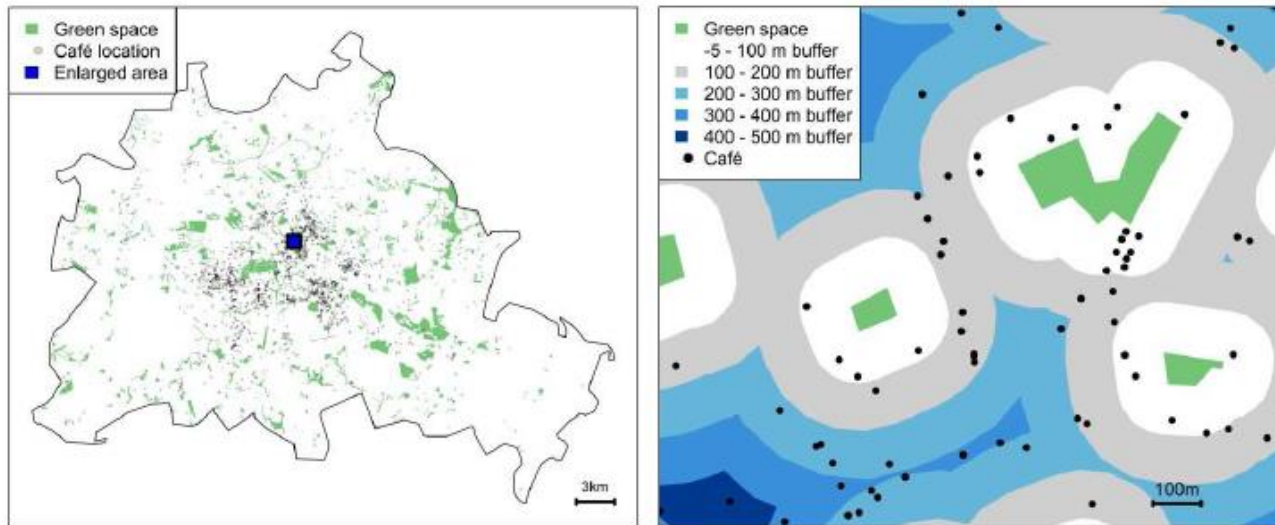 Green space
Café location
Enlarged area
3km
Green space
-5 - 100 m buffer
100 - 200 m buffer
200 - 300 m buffer
300 - 400 m buffer
400 - 500 m buffer
Café
100m